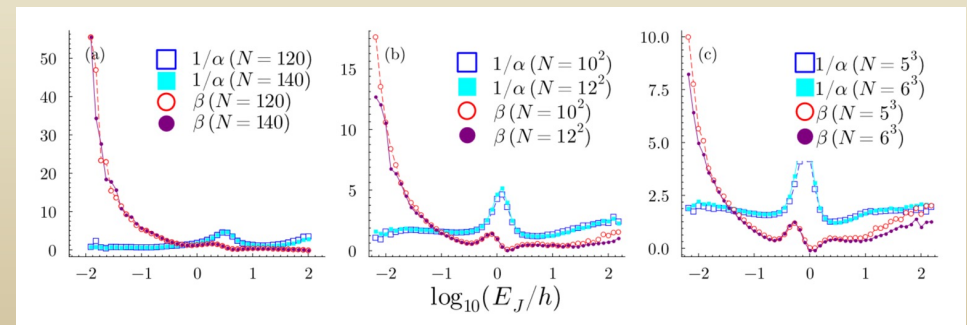 (a)
1/α (N = 120)
1/α (N = 140)
β (N = 120)
β (N = 140)
50
40
30
20
10
0
−2 −1 0 1 2
(b)
1/α (N = 10²)
1/α (N = 12²)
β (N = 10²)
β (N = 12²)
15
10
5
0
−2 −1 0 1 2
(c)
1/α (N = 5³)
1/α (N = 6³)
β (N = 5³)
β (N = 6³)
10.0
7.5
5.0
2.5
0.0
−2 −1 0 1 2
log₁₀(E_J/h)